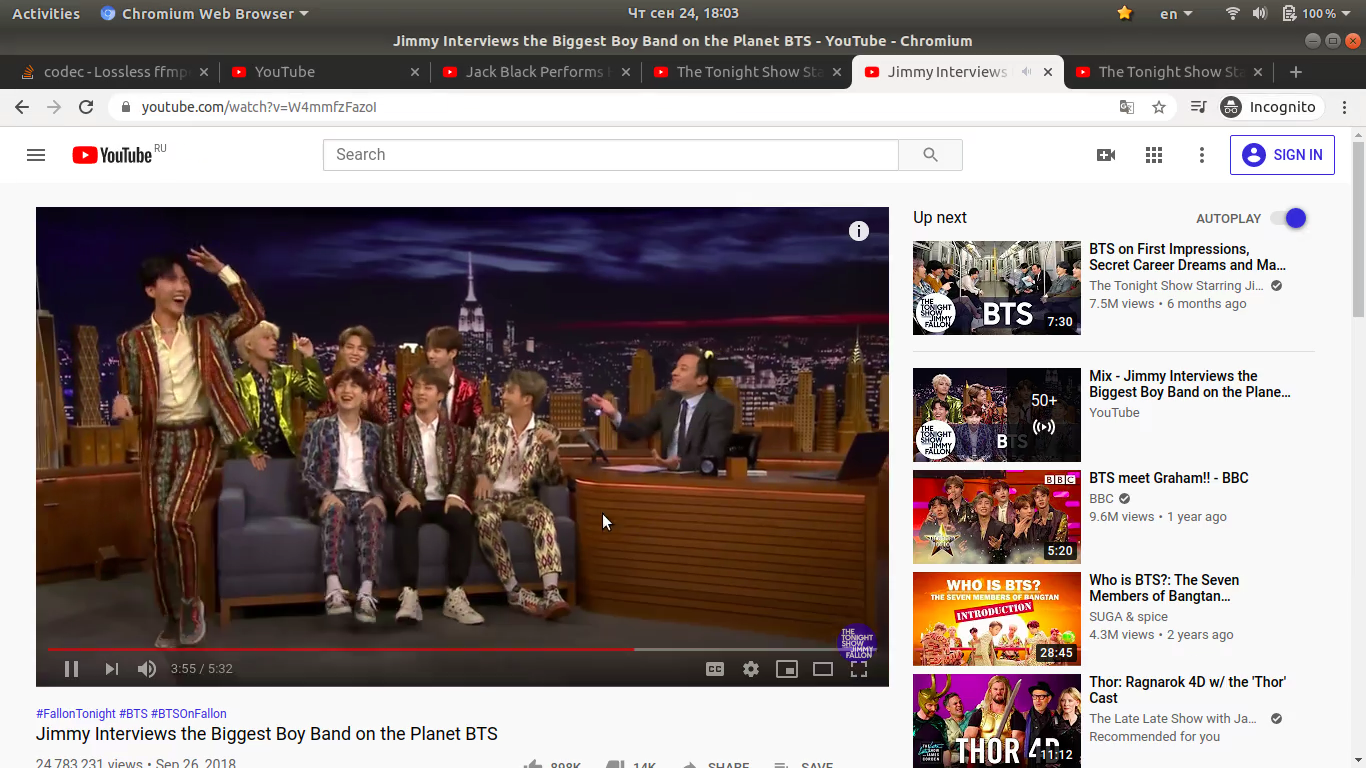 Activities Chromium Web Browser Чт сен 24, 18:03 en 100 %
Jimmy Interviews the Biggest Boy Band on the Planet BTS - YouTube - Chromium
codec - Lossless ffmp YouTube Jack Black Performs The Tonight Show Sta Jimmy Interviews The Tonight Show Sta
youtube.com/watch?v=W4mmfzFazoI Incognito
YouTube RU Search SIGN IN
Up next AUTOPLAY
BTS on First Impressions,
Secret Career Dreams and Ma…
The Tonight Show Starring Ji…
7.5M views • 6 months ago
THE TONIGHT SHOW JIMMY FALLON BTS 7:30
Mix - Jimmy Interviews the
Biggest Boy Band on the Plane…
YouTube
50+
THE TONIGHT SHOW JIMMY FALLON BTS
BTS meet Graham!! - BBC
BBC
9.6M views • 1 year ago
BBC
5:20
Who is BTS?: The Seven
Members of Bangtan…
SUGA & spice
4.3M views • 2 years ago
WHO IS BTS?
THE SEVEN MEMBERS OF BANGTAN
INTRODUCTION
28:45
Thor: Ragnarok 4D w/ the 'Thor'
Cast
The Late Late Show with Ja…
Recommended for you
THOR 4D
11:12
THE TONIGHT SHOW JIMMY FALLON
3:55 / 5:32 CC
#FallonTonight #BTS #BTSOnFallon
Jimmy Interviews the Biggest Boy Band on the Planet BTS
24,783,231 views • Sep 26, 2018 898K 14K SHARE SAVE